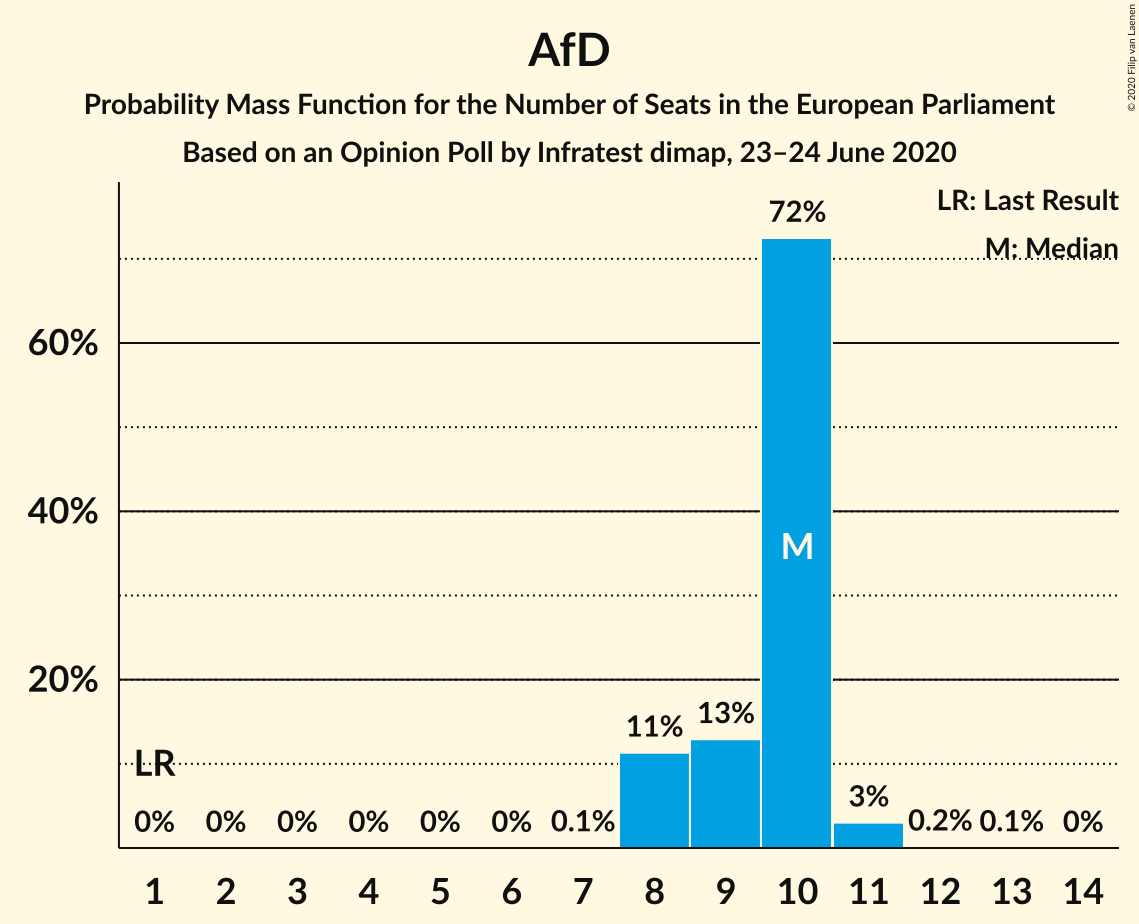 AfD
Probability Mass Function for the Number of Seats in the European Parliament
Based on an Opinion Poll by Infratest dimap, 23–24 June 2020
© 2020 Filip van Laenen
LR: Last Result
M: Median
72%
60%
40%
M
20%
11%
13%
LR
3%
0%
0%
0%
0%
0%
0%
0.1%
0.2%
0.1%
0%
1 2 3 4 5 6 7 8 9 10 11 12 13 14